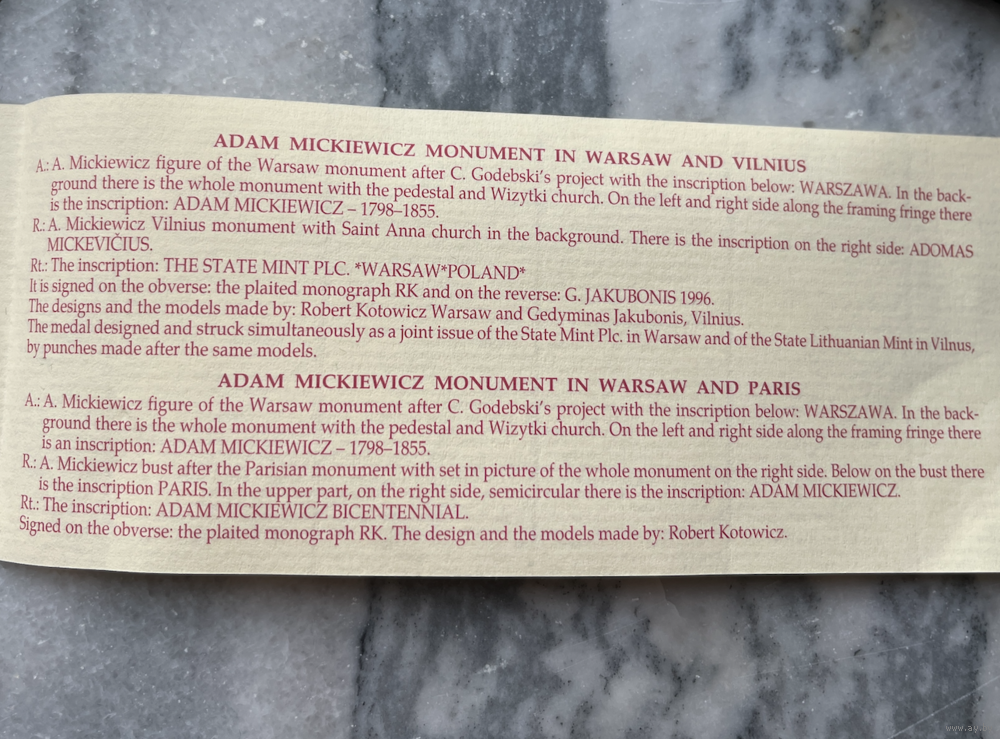 ADAM MICKIEWICZ MONUMENT IN WARSAW AND VILNIUS
A.: A. Mickiewicz figure of the Warsaw monument after C. Godebski's project with the inscription below: WARSZAWA. In the back-
ground there is the whole monument with the pedestal and Wizytki church. On the left and right side along the framing fringe there
is the inscription: ADAM MICKIEWICZ – 1798–1855.
R.: A. Mickiewicz Vilnius monument with Saint Anna church in the background. There is the inscription on the right side: ADOMAS
MICKEVIČIUS.
Rt.: The inscription: THE STATE MINT PLC. *WARSAW*POLAND*
It is signed on the obverse: the plaited monograph RK and on the reverse: G. JAKUBONIS 1996.
The designs and the models made by: Robert Kotowicz Warsaw and Gedyminas Jakubonis, Vilnius.
The medal designed and struck simultaneously as a joint issue of the State Mint Plc. in Warsaw and of the State Lithuanian Mint in Vilnus,
by punches made after the same models.
ADAM MICKIEWICZ MONUMENT IN WARSAW AND PARIS
A.: A. Mickiewicz figure of the Warsaw monument after C. Godebski's project with the inscription below: WARSZAWA. In the back-
ground there is the whole monument with the pedestal and Wizytki church. On the left and right side along the framing fringe there
is an inscription: ADAM MICKIEWICZ – 1798–1855.
R.: A. Mickiewicz bust after the Parisian monument with set in picture of the whole monument on the right side. Below on the bust there
is the inscription PARIS. In the upper part, on the right side, semicircular there is the inscription: ADAM MICKIEWICZ.
Rt.: The inscription: ADAM MICKIEWICZ BICENTENNIAL.
Signed on the obverse: the plaited monograph RK. The design and the models made by: Robert Kotowicz.